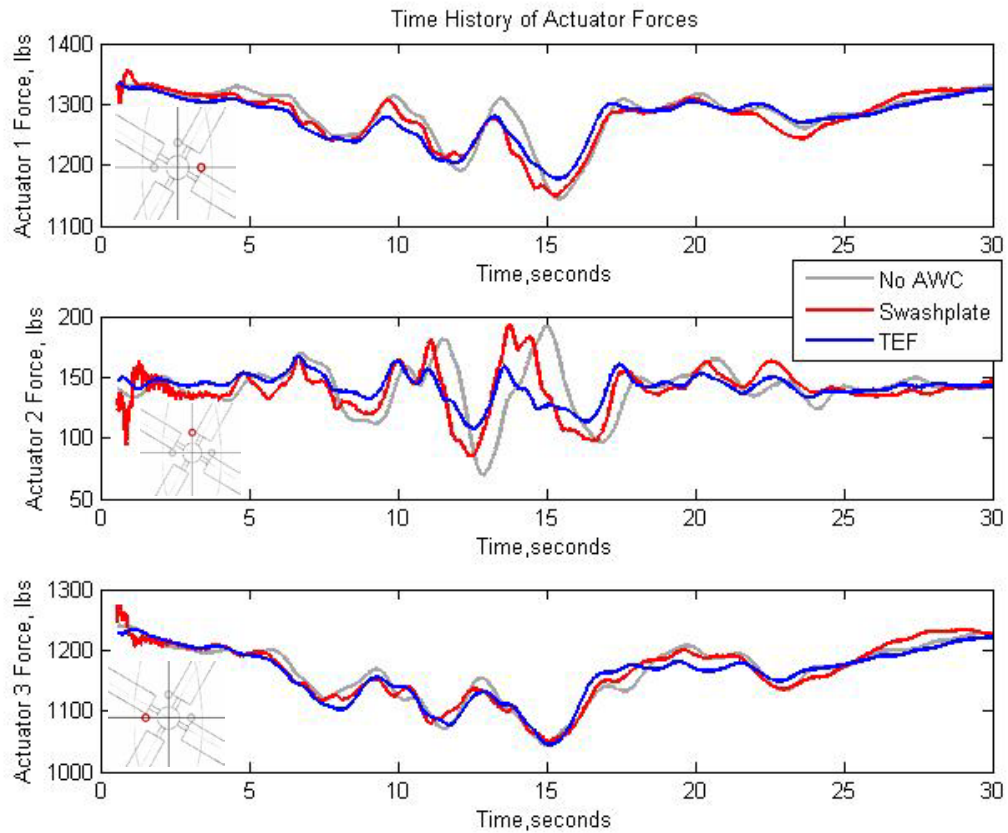 Time History of Actuator Forces
Actuator 1 Force, lbs
1400
1300
1200
1100
0 5 10 15 20 25 30
Time,seconds
No AWC
Swashplate
TEF
Actuator 2 Force, lbs
200
150
100
50
0 5 10 15 20 25 30
Time,seconds
Actuator 3 Force, lbs
1300
1200
1100
1000
0 5 10 15 20 25 30
Time,seconds